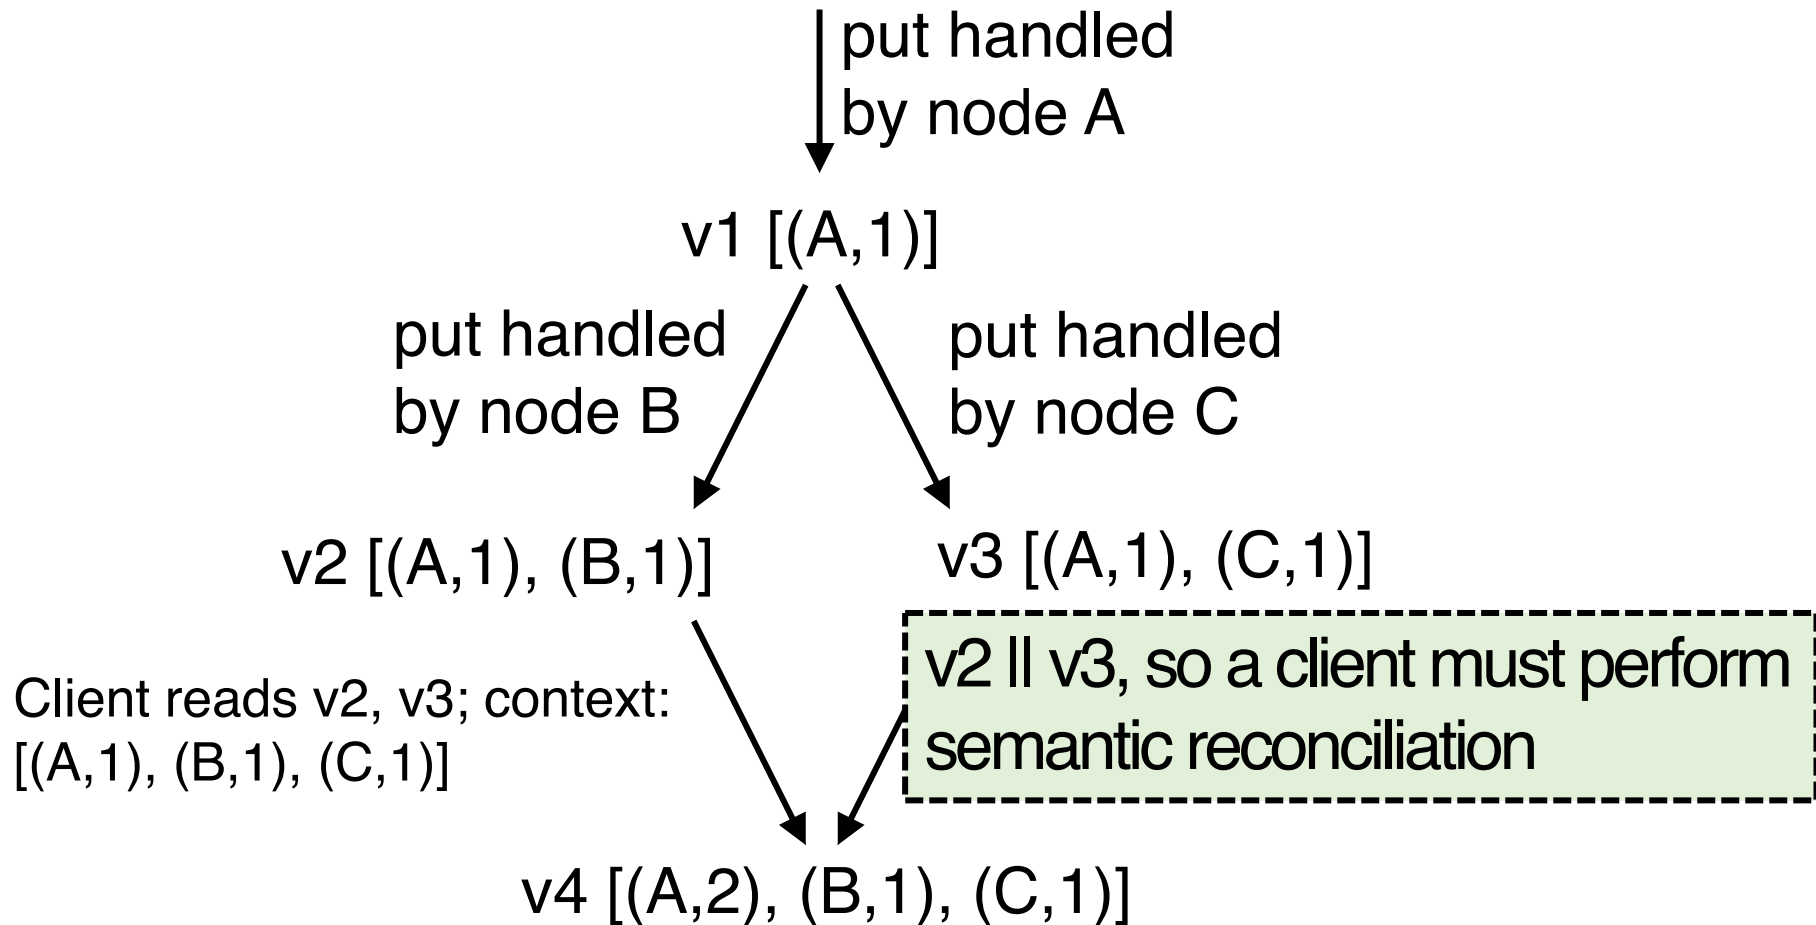 put handled
by node A
v1 [(A,1)]
put handled
by node B
put handled
by node C
v2 [(A,1), (B,1)]
v3 [(A,1), (C,1)]
v2 ll v3, so a client must perform
semantic reconciliation
Client reads v2, v3; context:
[(A,1), (B,1), (C,1)]
v4 [(A,2), (B,1), (C,1)]